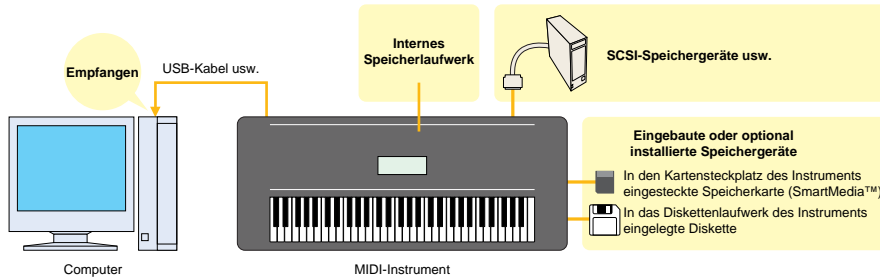 Empfangen
USB-Kabel usw.
Internes
Speicherlaufwerk
SCSI-Speichergeräte usw.
Eingebaute oder optional
installierte Speichergeräte
In den Kartensteckplatz des Instruments
eingesteckte Speicherkarte (SmartMedia™)
In das Diskettenlaufwerk des Instruments
eingelegte Diskette
Computer
MIDI-Instrument